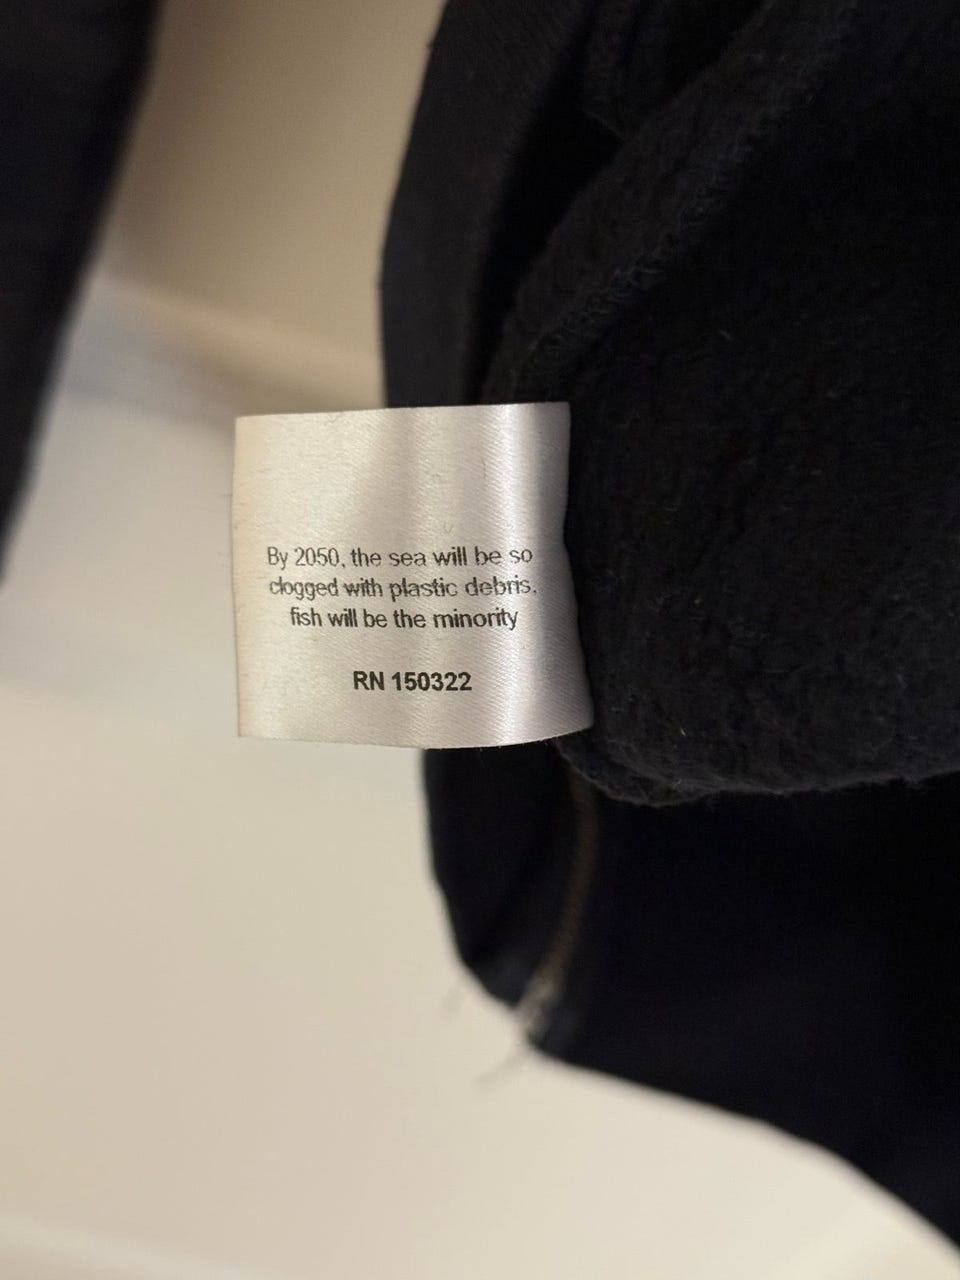 By 2050, the sea will be so
clogged with plastic debris,
fish will be the minority
RN 150322